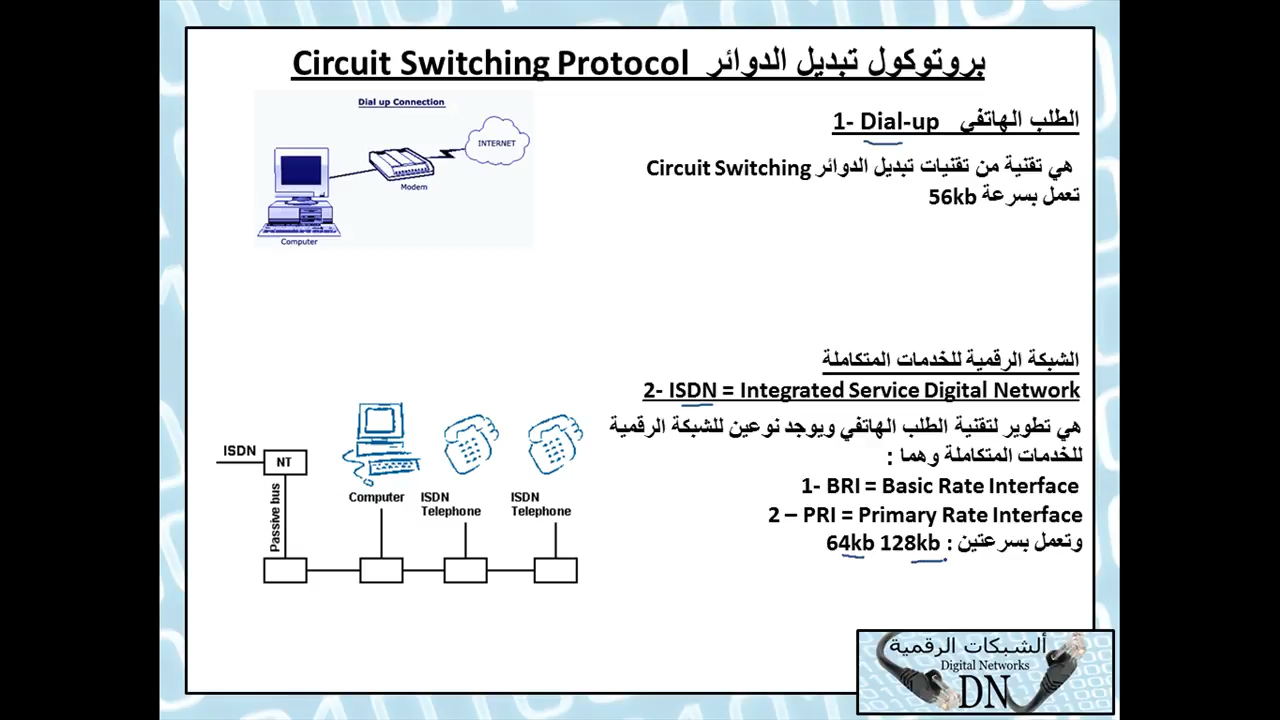 Circuit Switching Protocol بروتوكول تبديل الدوائر
Dial up Connection
INTERNET
Modem
Computer
1- Dial-up الطلب الهاتفي
هي تقنية من تقنيات تبديل الدوائر Circuit Switching
تعمل بسرعة 56kb
الشبكة الرقمية للخدمات المتكاملة
2- ISDN = Integrated Service Digital Network
هي تطوير لتقنية الطلب الهاتفي ويوجد نوعين للشبكة الرقمية
للخدمات المتكاملة وهما :
1- BRI = Basic Rate Interface
2 – PRI = Primary Rate Interface
وتعمل بسرعتين : 64kb 128kb
ISDN
NT
Passive bus
Computer
ISDN Telephone
ISDN Telephone
ألشبكات الرقمية
Digital Networks
DN